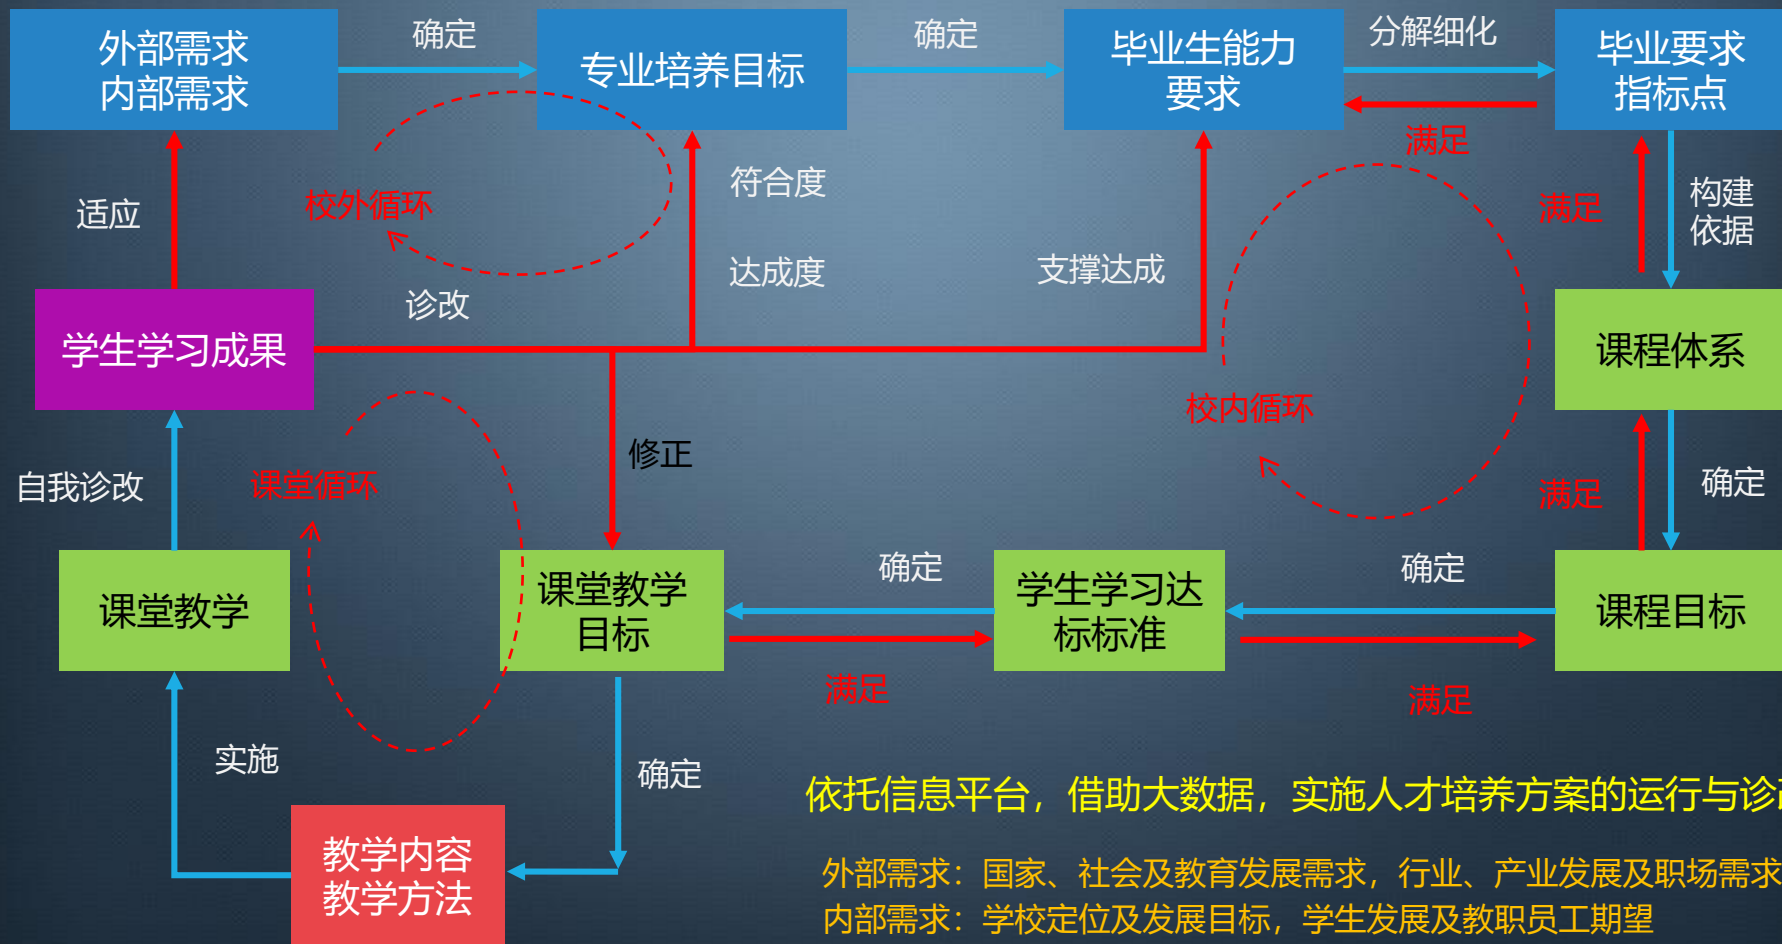 外部需求
内部需求
确定
专业培养目标
确定
毕业生能力
要求
分解细化
毕业要求
指标点
满足
校外循环
适应
符合度
达成度
支撑达成
满足
构建
依据
诊改
学生学习成果
课程体系
校内循环
修正
自我诊改
课堂循环
满足
确定
课堂教学
课堂教学
目标
确定
学生学习达
标标准
确定
课程目标
满足
满足
实施
确定
教学内容
教学方法
依托信息平台，借助大数据，实施人才培养方案的运行与诊改
外部需求：国家、社会及教育发展需求，行业、产业发展及职场需求
内部需求：学校定位及发展目标，学生发展及教职员工期望